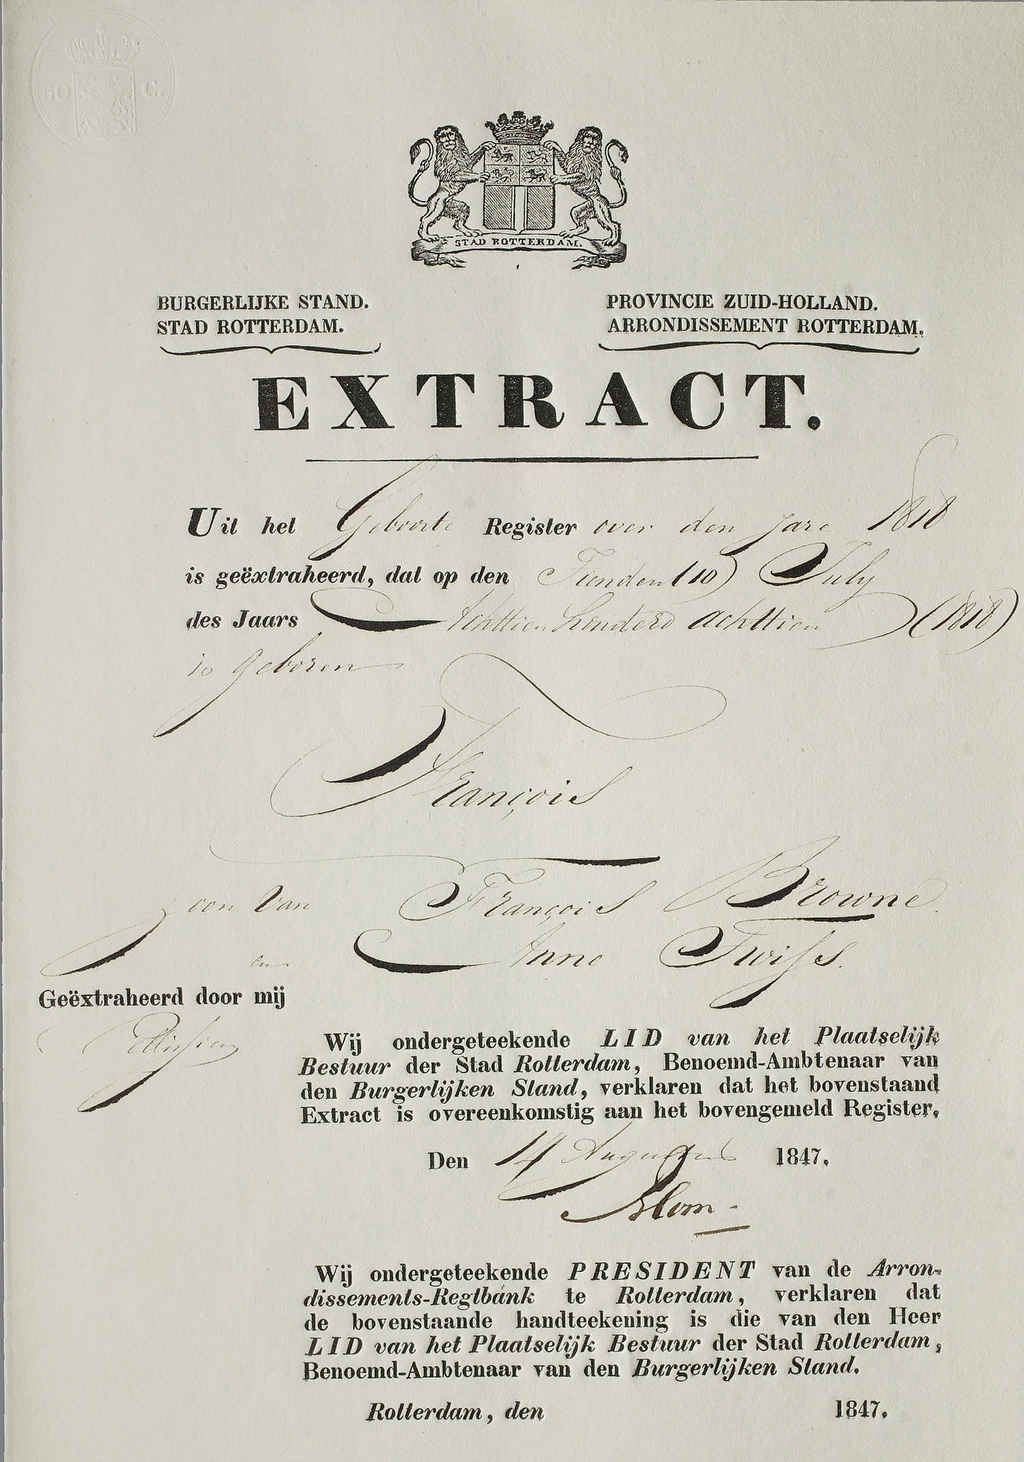 STAD ROTTERDAM.
BURGERLIJKE STAND.
STAD ROTTERDAM.
PROVINCIE ZUID-HOLLAND.
ARRONDISSEMENT ROTTERDAM.
EXTRACT.
Uit het Geboorte Register over den jare 1818
is geëxtraheerd, dat op den Tienden (10) July
des Jaars Achttien honderd achttien (1818)
is geboren
François
zoon van François Browne
en Anne Twiss.
Geëxtraheerd door mij
Wij ondergeteekende LID van het Plaatselijk
Bestuur der Stad Rotterdam, Benoemd-Ambtenaar van
den Burgerlijken Stand, verklaren dat het bovenstaand
Extract is overeenkomstig aan het bovengemeld Register,
Den 14 Augustus 1847.
Blom
Wij ondergeteekende PRESIDENT van de Arron-
dissements-Regtbank te Rotterdam, verklaren dat
de bovenstaande handteekening is die van den Heer
LID van het Plaatselijk Bestuur der Stad Rotterdam,
Benoemd-Ambtenaar van den Burgerlijken Stand.
Rotterdam, den 1847.